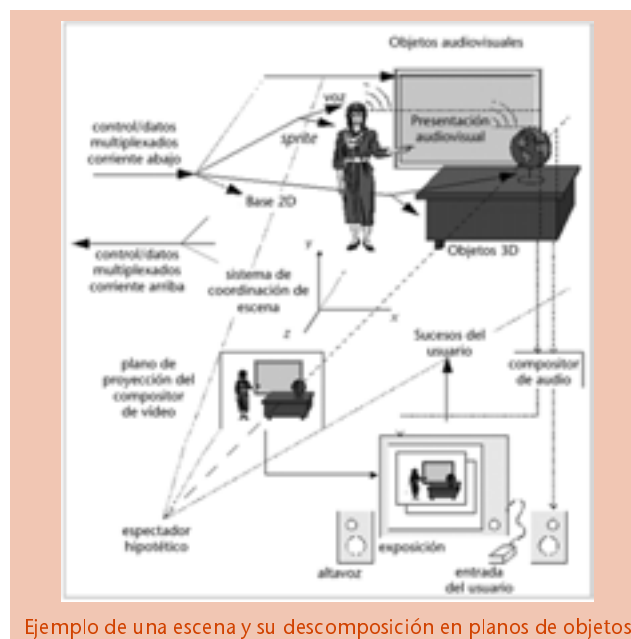 Objetos audiovisuales
voz
Presentación
audiovisual
control/datos
multiplexados
corriente abajo
sprite
Base 2D
Objetos 3D
control/datos
multiplexados
corriente arriba
sistema de
coordinación de
escena
y
x
z
Sucesos del
usuario
plano de
proyección del
compositor
de vídeo
compositor
de audio
espectador
hipotético
exposición
altavoz
entrada
del usuario
Ejemplo de una escena y su descomposición en planos de objetos